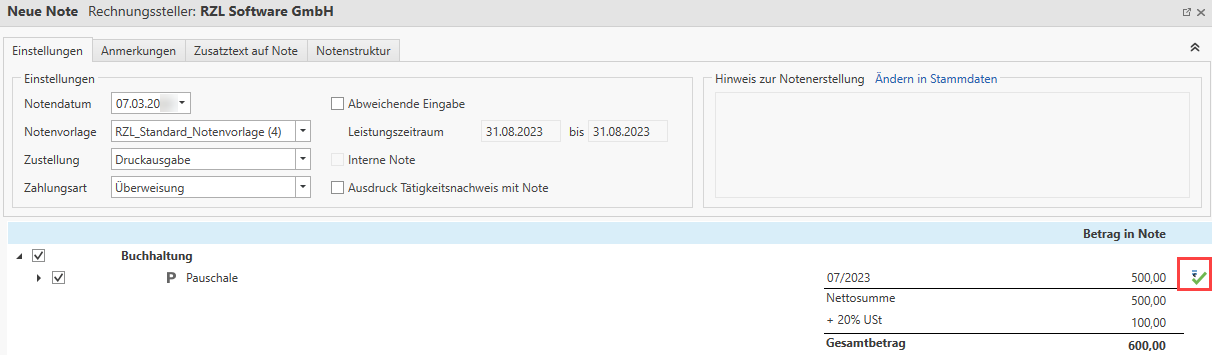 Neue Note Rechnungssteller: RZL Software GmbH
Einstellungen Anmerkungen Zusatztext auf Note Notenstruktur
Einstellungen
Notendatum 07.03.20
Notenvorlage RZL_Standard_Notenvorlage (4)
Zustellung Druckausgabe
Zahlungsart Überweisung
Abweichende Eingabe
Leistungszeitraum 31.08.2023 bis 31.08.2023
Interne Note
Ausdruck Tätigkeitsnachweis mit Note
Hinweis zur Notenerstellung Ändern in Stammdaten
Betrag in Note
Buchhaltung
P Pauschale 07/2023 500,00
Nettosumme 500,00
+ 20% USt 100,00
Gesamtbetrag 600,00